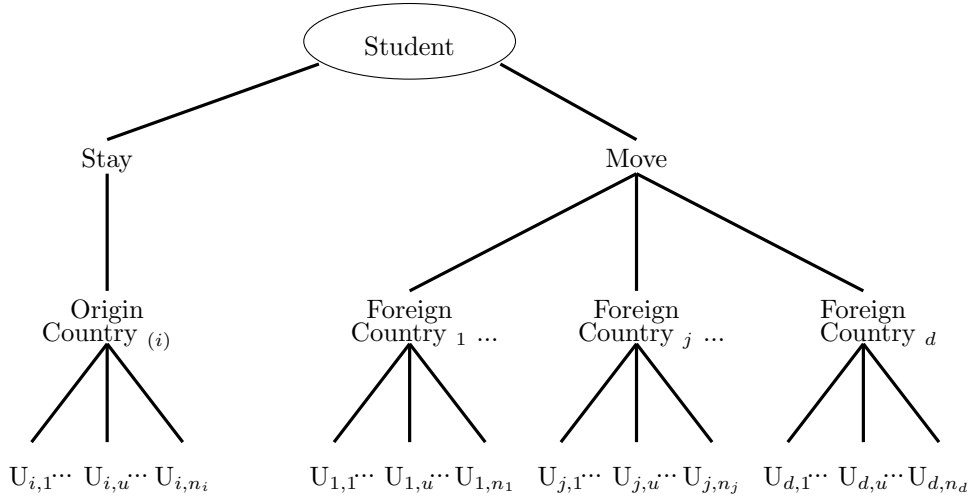 Student
Stay Move
Origin Foreign Foreign Foreign
Country (i) Country 1 ... Country j ... Country d
U_{i,1}... U_{i,u}... U_{i,n_i} U_{1,1}... U_{1,u}... U_{1,n_1} U_{j,1}... U_{j,u}... U_{j,n_j} U_{d,1}... U_{d,u}... U_{d,n_d}